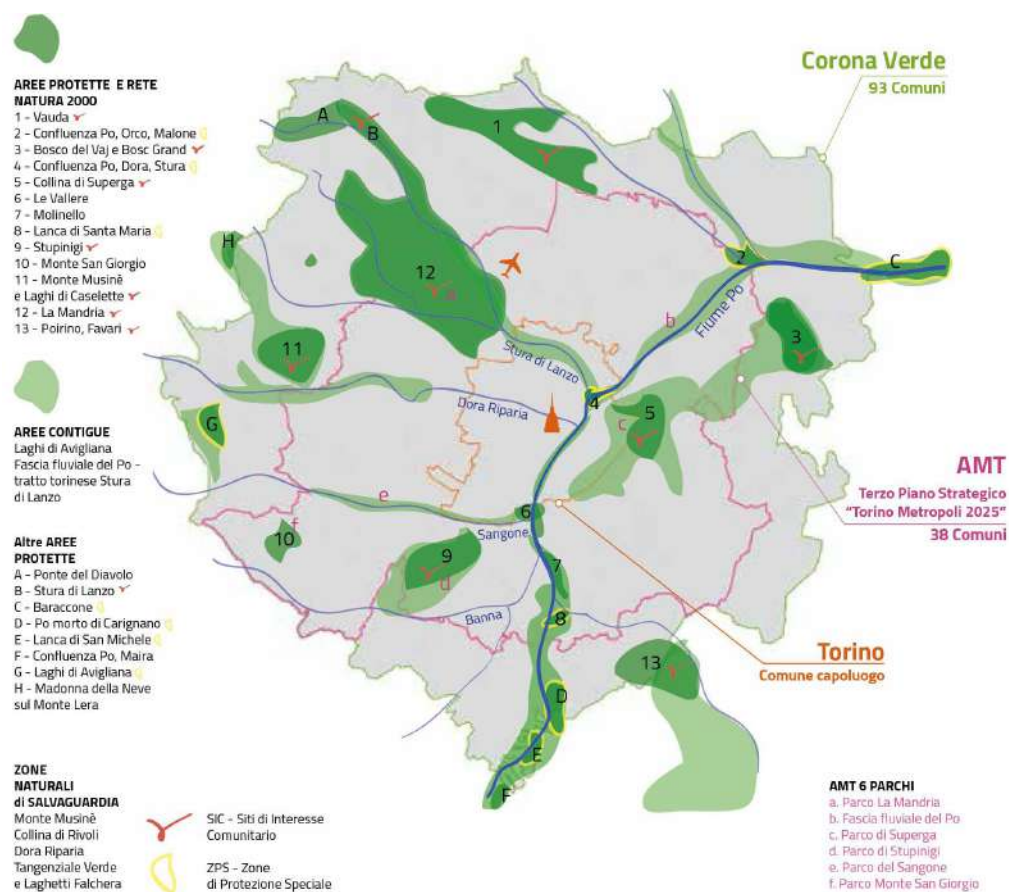 Corona Verde
93 Comuni
AREE PROTETTE E RETE
NATURA 2000
1 - Vauda
2 - Confluenza Po, Orco, Malone
3 - Bosco del Vaj e Bosc Grand
4 - Confluenza Po, Dora, Stura
5 - Collina di Superga
6 - Le Vallere
7 - Molinello
8 - Lanca di Santa Maria
9 - Stupinigi
10 - Monte San Giorgio
11 - Monte Musinè
e Laghi di Caselette
12 - La Mandria
13 - Poirino, Favari
AREE CONTIGUE
Laghi di Avigliana
Fascia fluviale del Po -
tratto torinese Stura
di Lanzo
Altre AREE
PROTETTE
A - Ponte del Diavolo
B - Stura di Lanzo
C - Baraccone
D - Po morto di Carignano
E - Lanca di San Michele
F - Confluenza Po, Maira
G - Laghi di Avigliana
H - Madonna della Neve
sul Monte Lera
ZONE
NATURALI
di SALVAGUARDIA
Monte Musinè
Collina di Rivoli
Dora Riparia
Tangenziale Verde
e Laghetti Falchera
SIC - Siti di Interesse
Comunitario
ZPS - Zone
di Protezione Speciale
A
B
1
H
2
C
12
a
b
Fiume Po
3
11
Stura di Lanzo
4
Dora Riparia
5
c
G
e
6
Sangone
f
10
9
d
7
Banna
8
13
D
E
F
AMT
Terzo Piano Strategico
"Torino Metropoli 2025"
38 Comuni
Torino
Comune capoluogo
AMT 6 PARCHI
a. Parco La Mandria
b. Fascia fluviale del Po
c. Parco di Superga
d. Parco di Stupinigi
e. Parco del Sangone
f. Parco Monte San Giorgio